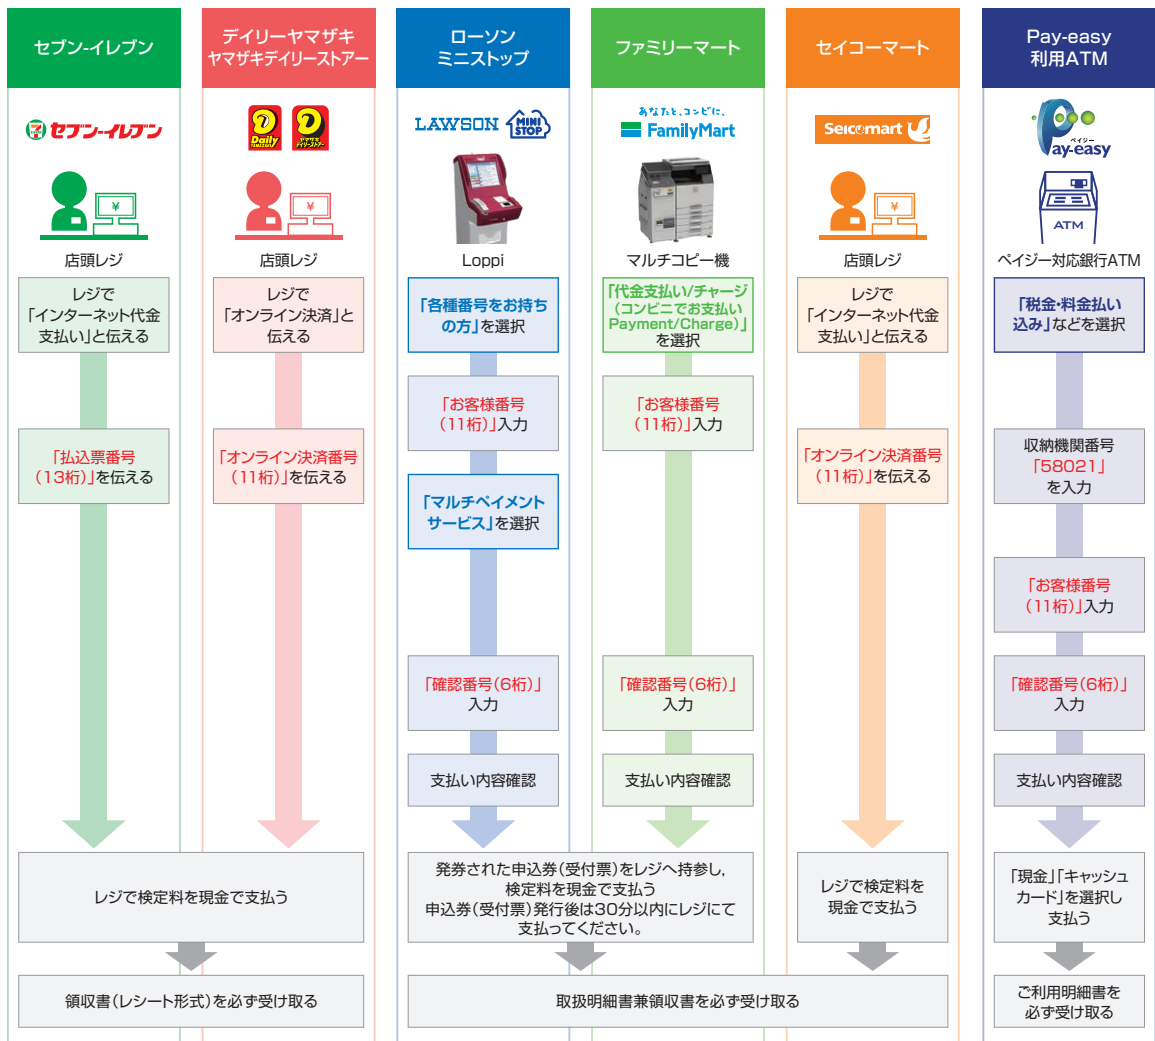 セブン-イレブン
セブン-イレブン
¥
店頭レジ
レジで
「インターネット代金
支払い」と伝える
「払込票番号
(13桁)」を伝える
デイリーヤマザキ
ヤマザキデイリーストアー
Daily
YAMAZAKI
ヤマザキ
デイリーストアー
¥
店頭レジ
レジで
「オンライン決済」と
伝える
「オンライン決済番号
(11桁)」を伝える
レジで検定料を現金で支払う
領収書(レシート形式)を必ず受け取る
ローソン
ミニストップ
LAWSON
MINI
STOP
Loppi
「各種番号をお持ち
の方」を選択
「お客様番号
(11桁)」入力
「マルチペイメント
サービス」を選択
「確認番号(6桁)」
入力
支払い内容確認
ファミリーマート
あなたと、コンビに、
FamilyMart
マルチコピー機
「代金支払い/チャージ
(コンビニでお支払い
Payment/Charge)」
を選択
「お客様番号
(11桁)」入力
「確認番号(6桁)」
入力
支払い内容確認
発券された申込券(受付票)をレジへ持参し,
検定料を現金で支払う
申込券(受付票)発行後は30分以内にレジにて
支払ってください。
セイコーマート
Seicomart
¥
店頭レジ
レジで
「インターネット代金
支払い」と伝える
「オンライン決済番号
(11桁)」を伝える
レジで検定料を
現金で支払う
取扱明細書兼領収書を必ず受け取る
Pay-easy
利用ATM
ペイジー
Pay-easy
ATM
ペイジー対応銀行ATM
「税金・料金払い
込み」などを選択
収納機関番号
「58021」
を入力
「お客様番号
(11桁)」入力
「確認番号(6桁)」
入力
支払い内容確認
「現金」「キャッシュ
カード」を選択し
支払う
ご利用明細書を
必ず受け取る